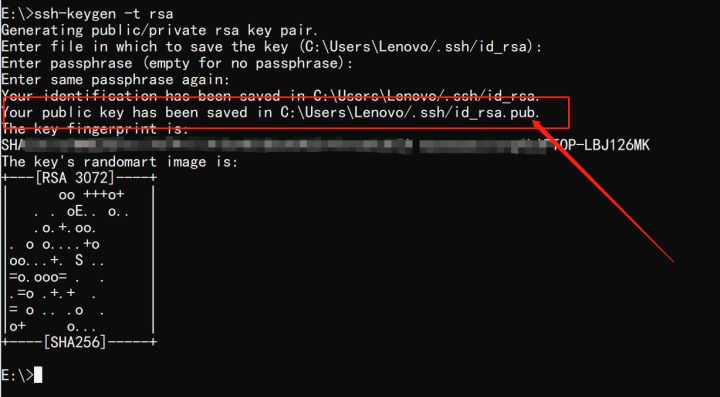 E:\>ssh-keygen -t rsa
Generating public/private rsa key pair.
Enter file in which to save the key (C:\Users\Lenovo/.ssh/id_rsa):
Enter passphrase (empty for no passphrase):
Enter same passphrase again:
Your identification has been saved in C:\Users\Lenovo/.ssh/id_rsa.
Your public key has been saved in C:\Users\Lenovo/.ssh/id_rsa.pub.
The key fingerprint is:
SHA TOP-LBJ126MK
The key's randomart image is:
+---[RSA 3072]----+
|      oo +++o+   |
|   . . oE.. o..  |
|   .o.+.oo.      |
|. o o....+o      |
|oo...+. S ..     |
|=o.ooo= .  .     |
|.=o .+.+  .      |
|= o .. .o  .     |
|o+     o...      |
+----[SHA256]-----+
E:\>